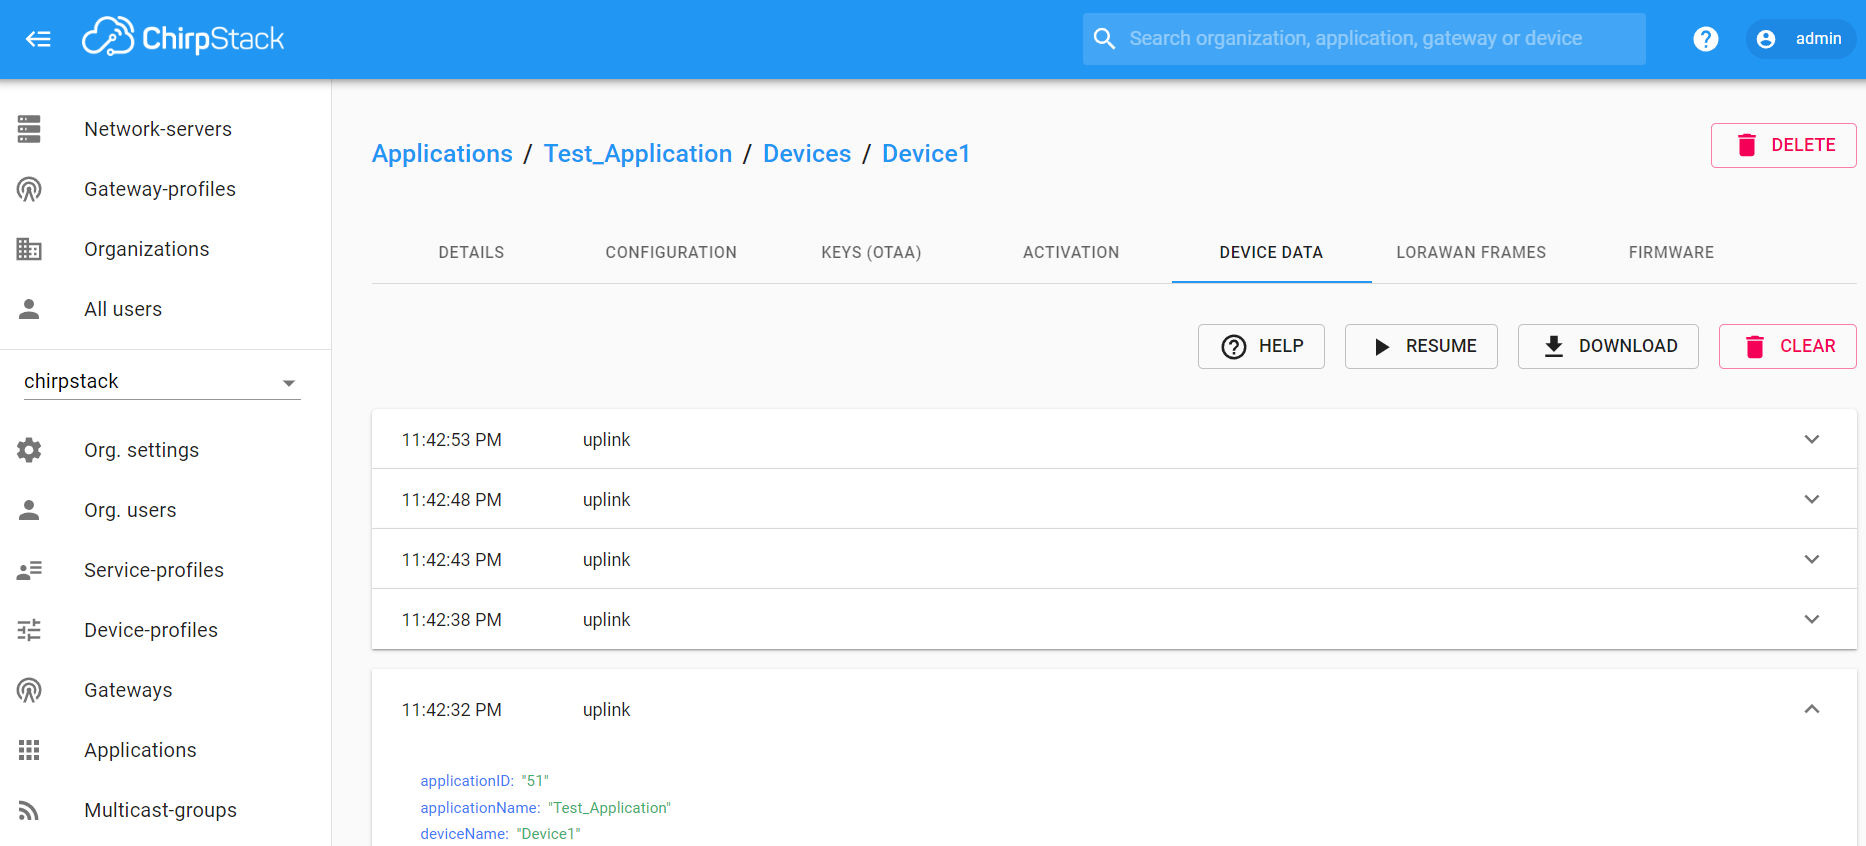 ChirpStack
Search organization, application, gateway or device
? admin
Network-servers
Gateway-profiles
Organizations
All users
chirpstack
Org. settings
Org. users
Service-profiles
Device-profiles
Gateways
Applications
Multicast-groups
Applications / Test_Application / Devices / Device1
DELETE
DETAILS CONFIGURATION KEYS (OTAA) ACTIVATION DEVICE DATA LORAWAN FRAMES FIRMWARE
? HELP RESUME DOWNLOAD CLEAR
11:42:53 PM uplink
11:42:48 PM uplink
11:42:43 PM uplink
11:42:38 PM uplink
11:42:32 PM uplink
applicationID: "51"
applicationName: "Test_Application"
deviceName: "Device1"